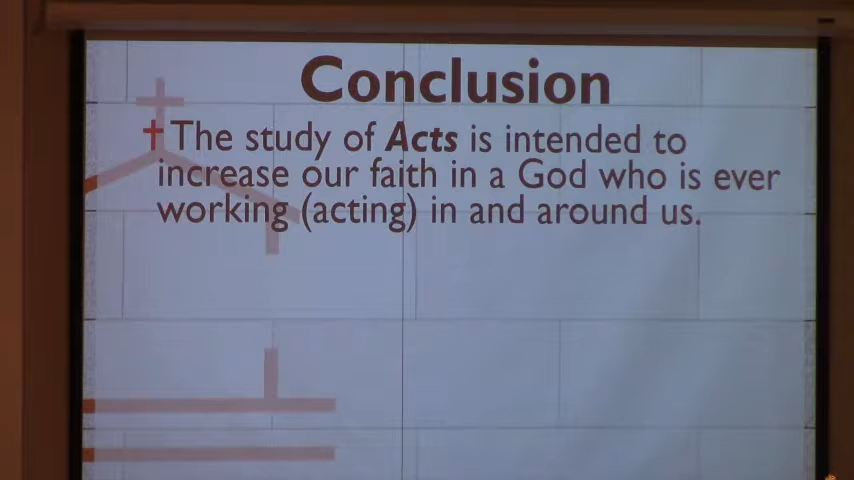 Conclusion
The study of Acts is intended to
increase our faith in a God who is ever
working (acting) in and around us.